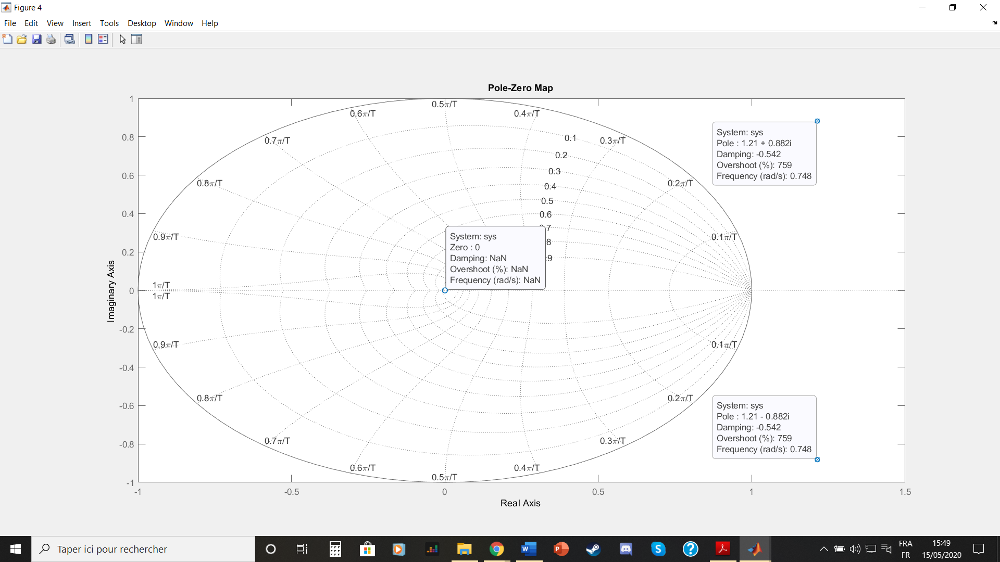 Figure 4
File Edit View Insert Tools Desktop Window Help
Pole-Zero Map
1
0.8
0.6
0.4
0.2
0
-0.2
-0.4
-0.6
-0.8
-1
Imaginary Axis
0.5π/T
0.6π/T
0.4π/T
0.7π/T
0.1
0.3π/T
0.2
0.3
0.8π/T
0.4
0.2π/T
0.5
0.6
0.9π/T
.7
8
.9
0.1π/T
1π/T
1π/T
0.9π/T
0.1π/T
0.8π/T
0.2π/T
0.7π/T
0.3π/T
0.6π/T
0.4π/T
0.5π/T
System: sys
Pole : 1.21 + 0.882i
Damping: -0.542
Overshoot (%): 759
Frequency (rad/s): 0.748
System: sys
Zero : 0
Damping: NaN
Overshoot (%): NaN
Frequency (rad/s): NaN
System: sys
Pole : 1.21 - 0.882i
Damping: -0.542
Overshoot (%): 759
Frequency (rad/s): 0.748
-1 -0.5 0 0.5 1 1.5
Real Axis
Taper ici pour rechercher
FRA
FR
15:49
15/05/2020